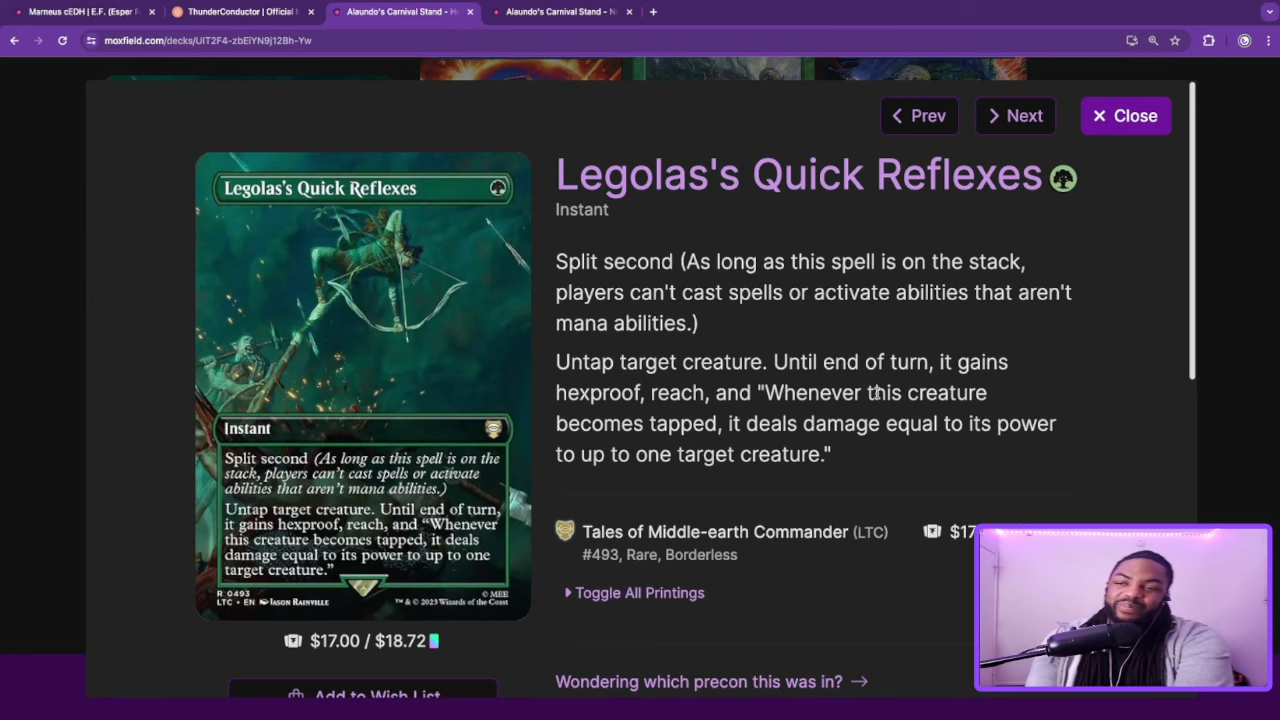 Marneus cEDH | E.F. (Esper F
ThunderConductor | Official
Alaundo's Carnival Stand - H
Alaundo's Carnival Stand - N
moxfield.com/decks/UIT2F4-zbEiYN9j12Bh-Yw
Prev
Next
Close
Legolas's Quick Reflexes
Instant
Split second (As long as this spell is on the stack,
players can't cast spells or activate abilities that aren't
mana abilities.)
Untap target creature. Until end of turn, it gains
hexproof, reach, and "Whenever this creature
becomes tapped, it deals damage equal to its power
to up to one target creature."
Tales of Middle-earth Commander (LTC)
$17
#493, Rare, Borderless
Toggle All Printings
Wondering which precon this was in?
Legolas's Quick Reflexes
Instant
Split second (As long as this spell is on the
stack, players can't cast spells or activate
abilities that aren't mana abilities.)
Untap target creature. Until end of turn,
it gains hexproof, reach, and "Whenever
this creature becomes tapped, it deals
damage equal to its power to up to one
target creature."
R 0493
LTC • EN JASON RAINVILLE
© MEE
™ & © 2023 Wizards of the Coast
$17.00 / $18.72
Add to Wish List